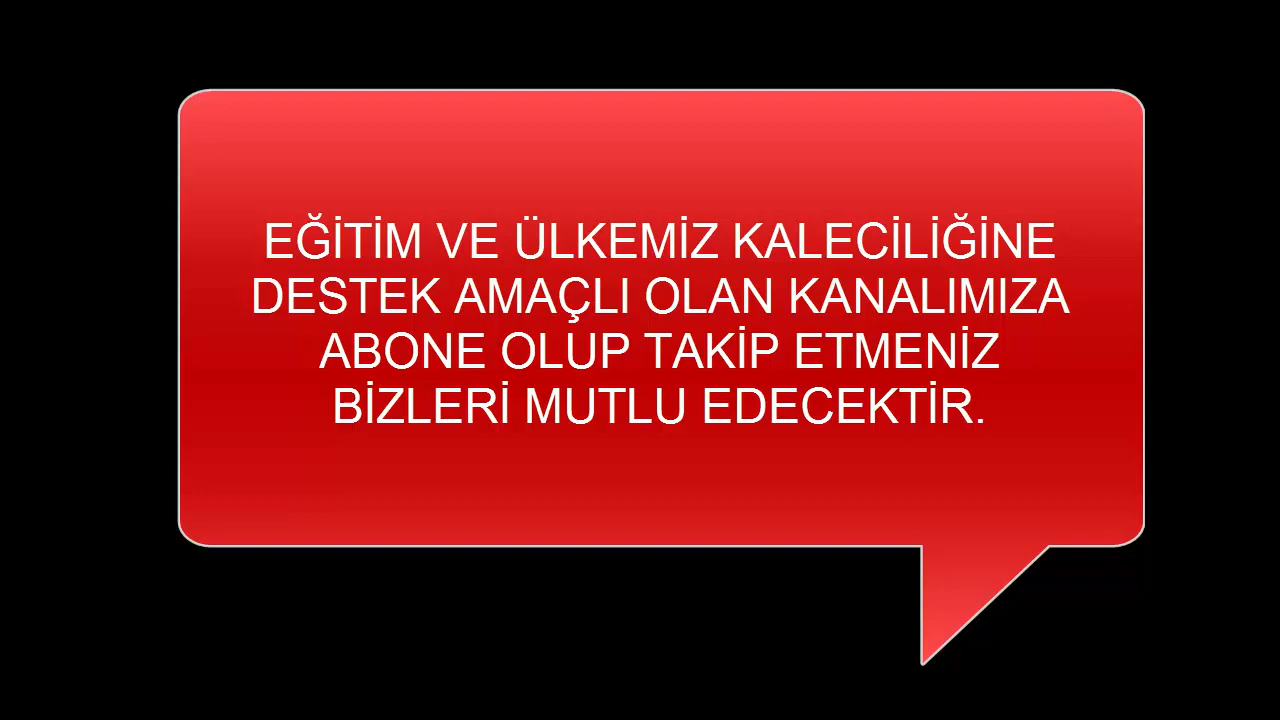 EĞİTİM VE ÜLKEMİZ KALECİLİĞİNE
DESTEK AMAÇLI OLAN KANALIMIZA
ABONE OLUP TAKİP ETMENİZ
BİZLERİ MUTLU EDECEKTİR.